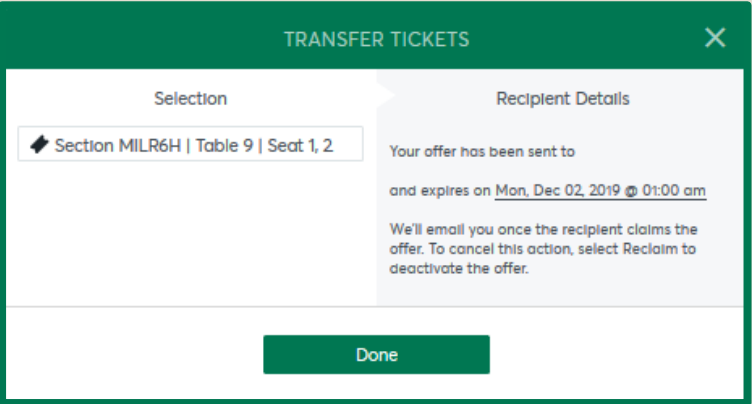 TRANSFER TICKETS
Selection
Section MILR6H | Table 9 | Seat 1, 2
Recipient Details
Your offer has been sent to
and expires on Mon, Dec 02, 2019 @ 01:00 am
We'll email you once the recipient claims the
offer. To cancel this action, select Reclaim to
deactivate the offer.
Done